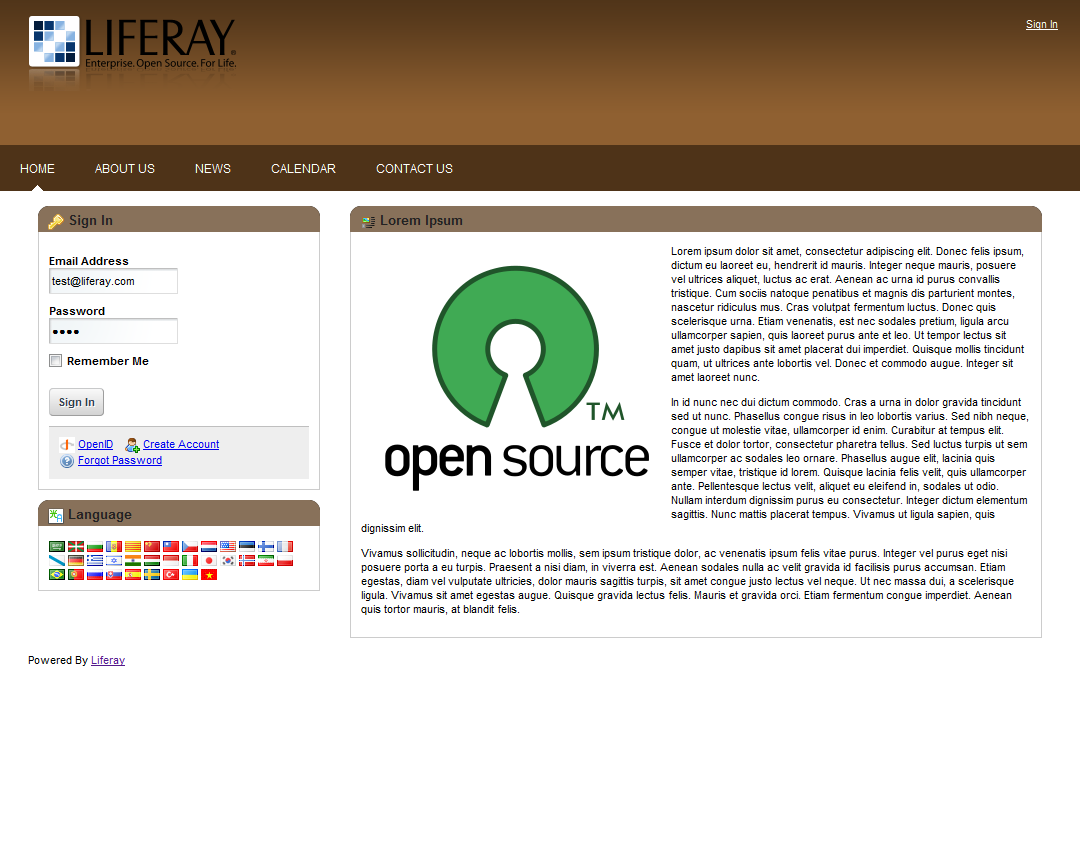 LIFERAY.
Enterprise. Open Source. For Life.
Sign In
HOME ABOUT US NEWS CALENDAR CONTACT US
Sign In
Email Address
test@liferay.com
Password
Remember Me
Sign In
OpenID Create Account
Forgot Password
Language
Lorem Ipsum
TM
open source
Lorem ipsum dolor sit amet, consectetur adipiscing elit. Donec felis ipsum,
dictum eu laoreet eu, hendrerit id mauris. Integer neque mauris, posuere
vel ultrices aliquet, luctus ac erat. Aenean ac urna id purus convallis
tristique. Cum sociis natoque penatibus et magnis dis parturient montes,
nascetur ridiculus mus. Cras volutpat fermentum luctus. Donec quis
scelerisque urna. Etiam venenatis, est nec sodales pretium, ligula arcu
ullamcorper sapien, quis laoreet purus ante et leo. Ut tempor lectus sit
amet justo dapibus sit amet placerat dui imperdiet. Quisque mollis tincidunt
quam, ut ultrices ante lobortis vel. Donec et commodo augue. Integer sit
amet laoreet nunc.
In id nunc nec dui dictum commodo. Cras a urna in dolor gravida tincidunt
sed ut nunc. Phasellus congue risus in leo lobortis varius. Sed nibh neque,
congue ut molestie vitae, ullamcorper id enim. Curabitur at tempus elit.
Fusce et dolor tortor, consectetur pharetra tellus. Sed luctus turpis ut sem
ullamcorper ac sodales leo ornare. Phasellus augue elit, lacinia quis
semper vitae, tristique id lorem. Quisque lacinia felis velit, quis ullamcorper
ante. Pellentesque lectus velit, aliquet eu eleifend in, sodales ut odio.
Nullam interdum dignissim purus eu consectetur. Integer dictum elementum
sagittis. Nunc mattis placerat tempus. Vivamus ut ligula sapien, quis
dignissim elit.
Vivamus sollicitudin, neque ac lobortis mollis, sem ipsum tristique dolor, ac venenatis ipsum felis vitae purus. Integer vel purus eget nisi
posuere porta a eu turpis. Praesent a nisi diam, in viverra est. Aenean sodales nulla ac velit gravida id facilisis purus accumsan. Etiam
egestas, diam vel vulputate ultricies, dolor mauris sagittis turpis, sit amet congue justo lectus vel neque. Ut nec massa dui, a scelerisque
ligula. Vivamus sit amet egestas augue. Quisque gravida lectus felis. Mauris et gravida orci. Etiam fermentum congue imperdiet. Aenean
quis tortor mauris, at blandit felis.
Powered By Liferay